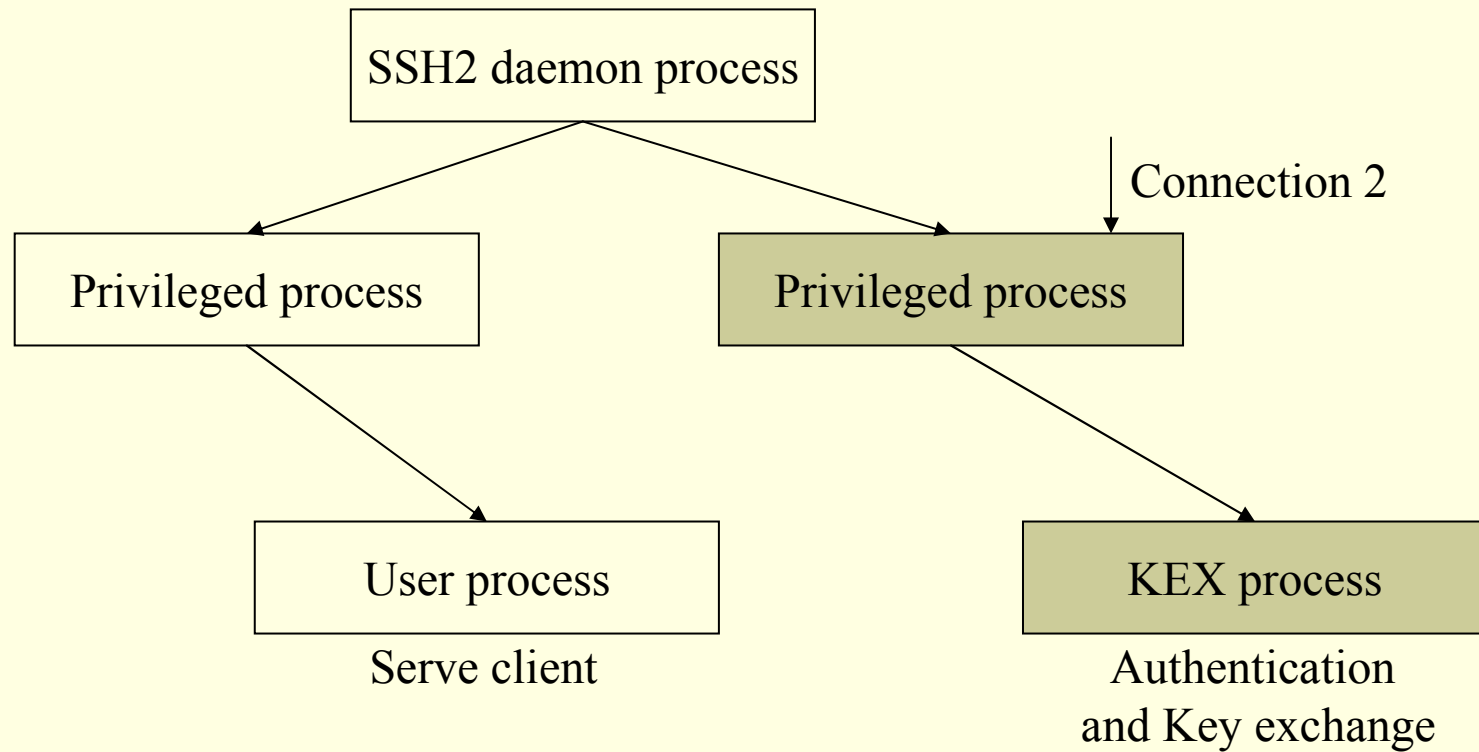 SSH2 daemon process
Connection 2
Privileged process
Privileged process
User process
KEX process
Serve client
Authentication
and Key exchange